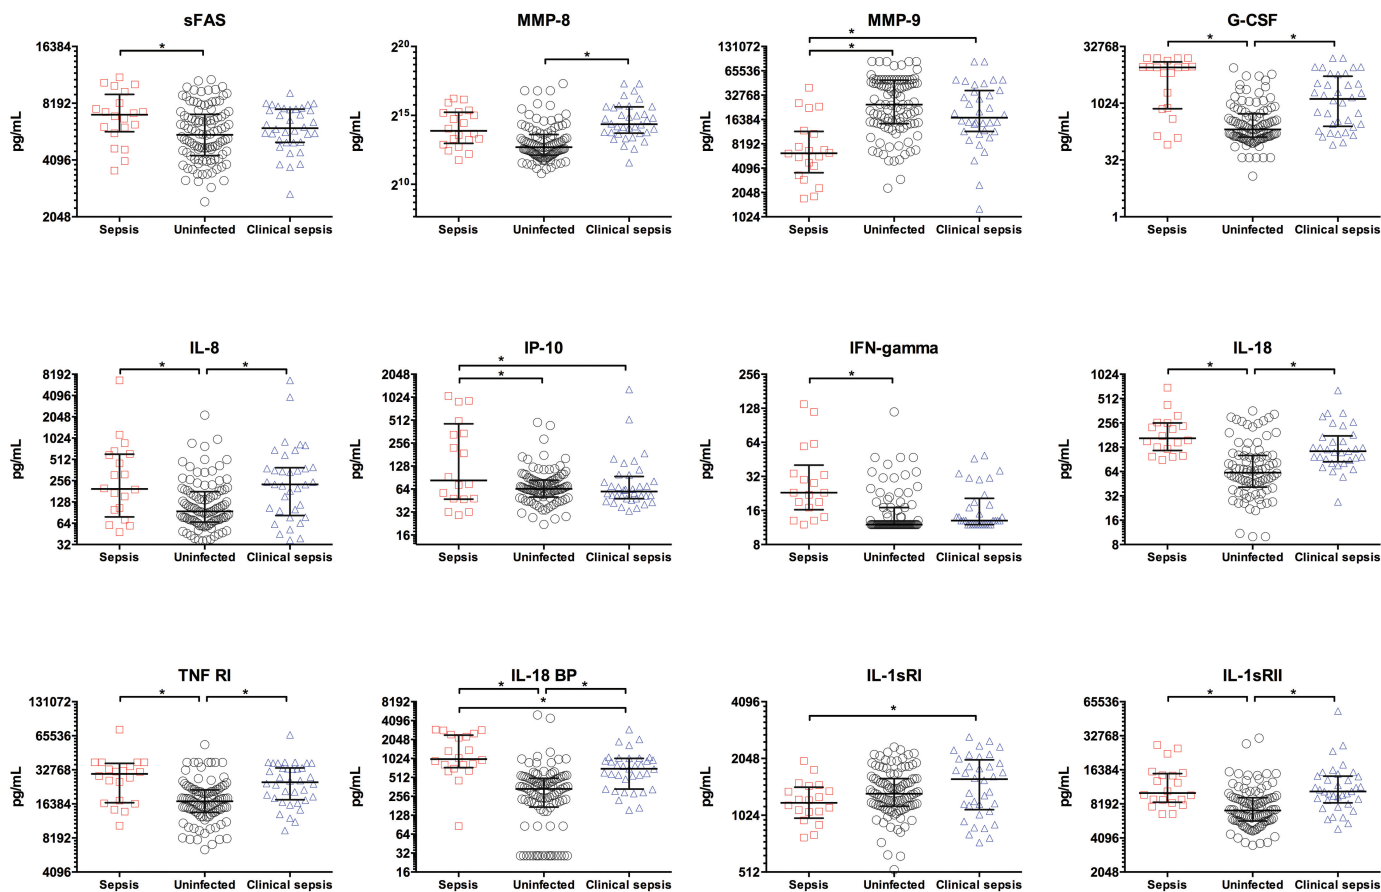 sFAS
MMP-8
MMP-9
G-CSF
*
*
*
*
*
*
pg/mL
16384
8192
4096
2048
pg/mL
2^20
2^15
2^10
pg/mL
131072
65536
32768
16384
8192
4096
2048
1024
pg/mL
32768
1024
32
1
Sepsis Uninfected Clinical sepsis
Sepsis Uninfected Clinical sepsis
Sepsis Uninfected Clinical sepsis
Sepsis Uninfected Clinical sepsis
IL-8
IP-10
IFN-gamma
IL-18
*
*
*
*
*
*
*
pg/mL
8192
4096
2048
1024
512
256
128
64
32
pg/mL
2048
1024
512
256
128
64
32
16
pg/mL
256
128
64
32
16
8
pg/mL
1024
512
256
128
64
32
16
8
Sepsis Uninfected Clinical sepsis
Sepsis Uninfected Clinical sepsis
Sepsis Uninfected Clinical sepsis
Sepsis Uninfected Clinical sepsis
TNF RI
IL-18 BP
IL-1sRI
IL-1sRII
*
*
*
*
*
*
*
*
pg/mL
131072
65536
32768
16384
8192
4096
pg/mL
8192
4096
2048
1024
512
256
128
64
32
16
pg/mL
4096
2048
1024
512
pg/mL
65536
32768
16384
8192
4096
2048
Sepsis Uninfected Clinical sepsis
Sepsis Uninfected Clinical sepsis
Sepsis Uninfected Clinical sepsis
Sepsis Uninfected Clinical sepsis